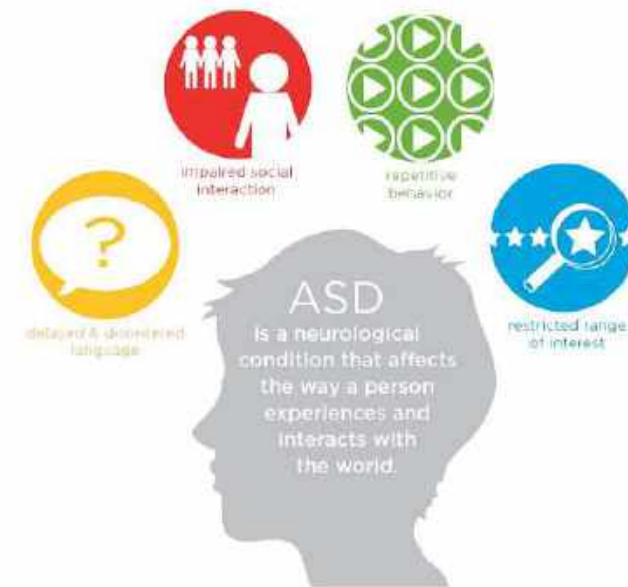 impaired social
interaction
repetitive
behavior
?
delayed & disordered
language
restricted range
of interest
ASD
is a neurological
condition that affects
the way a person
experiences and
interacts with
the world.